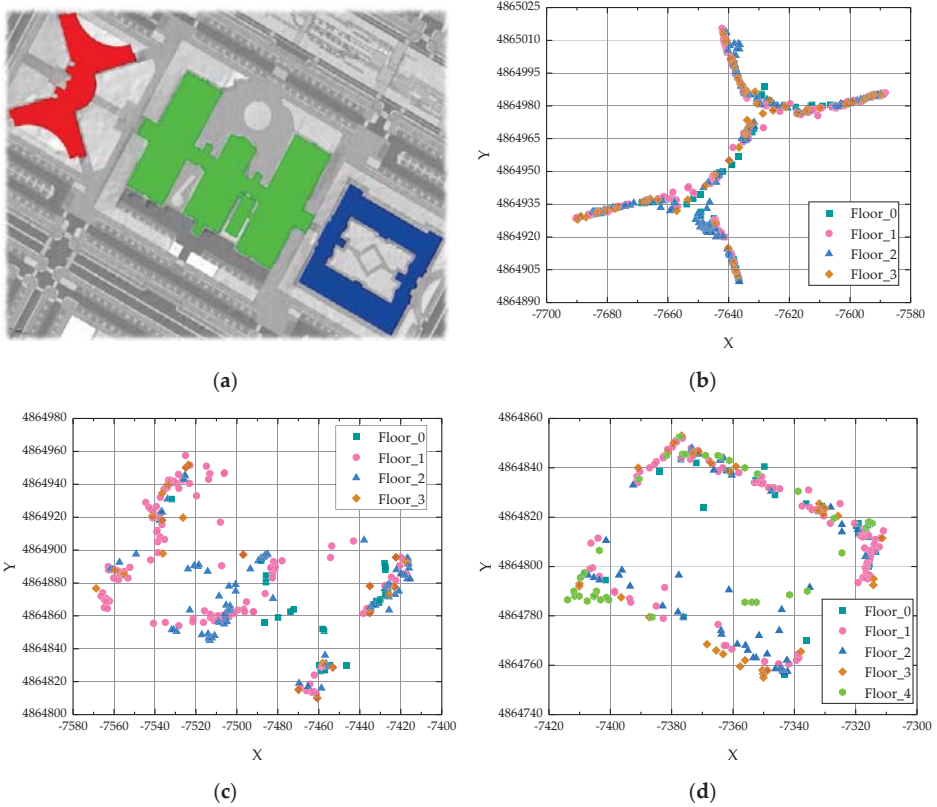 4865025
4865010
4864995
4864980
4864965
4864950
4864935
4864920
4864905
4864890
Y
-7700
-7680
-7660
-7640
-7620
-7600
-7580
X
Floor_0
Floor_1
Floor_2
Floor_3
(a)
(b)
4864980
4864960
4864940
4864920
4864900
4864880
4864860
4864840
4864820
4864800
Y
-7580
-7560
-7540
-7520
-7500
-7480
-7460
-7440
-7420
-7400
X
Floor_0
Floor_1
Floor_2
Floor_3
4864860
4864840
4864820
4864800
4864780
4864760
4864740
Y
-7420
-7400
-7380
-7360
-7340
-7320
-7300
X
Floor_0
Floor_1
Floor_2
Floor_3
Floor_4
(c)
(d)